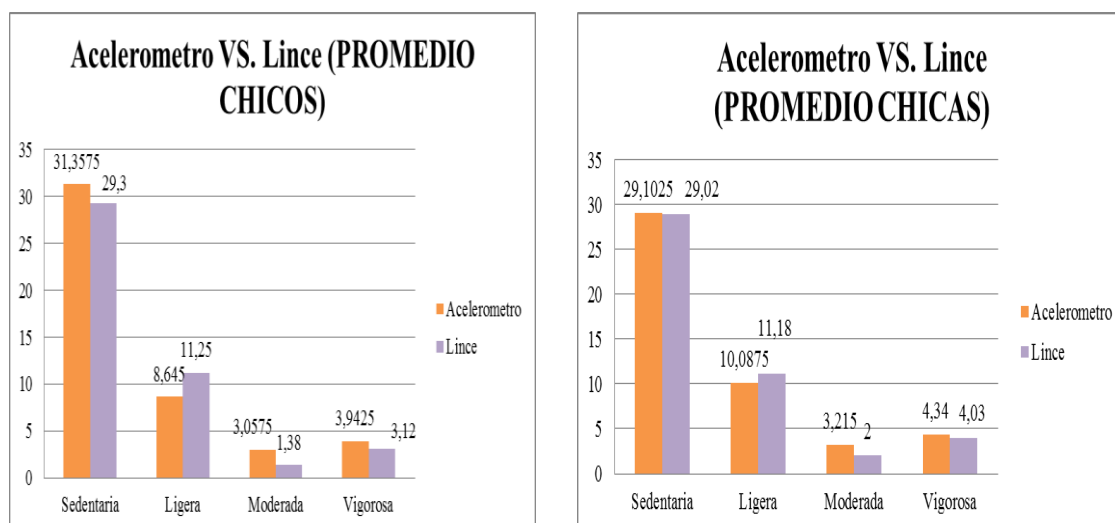 Acelerometro VS. Lince (PROMEDIO
CHICOS)
35
30
25
20
15
10
5
0
31,3575
29,3
8,645
11,25
3,0575
1,38
3,9425
3,12
Sedentaria
Ligera
Moderada
Vigorosa
Acelerometro
Lince
Acelerometro VS. Lince
(PROMEDIO CHICAS)
35
30
25
20
15
10
5
0
29,1025
29,02
10,0875
11,18
3,215
2
4,34
4,03
Sedentaria
Ligera
Moderada
Vigorosa
Acelerometro
Lince